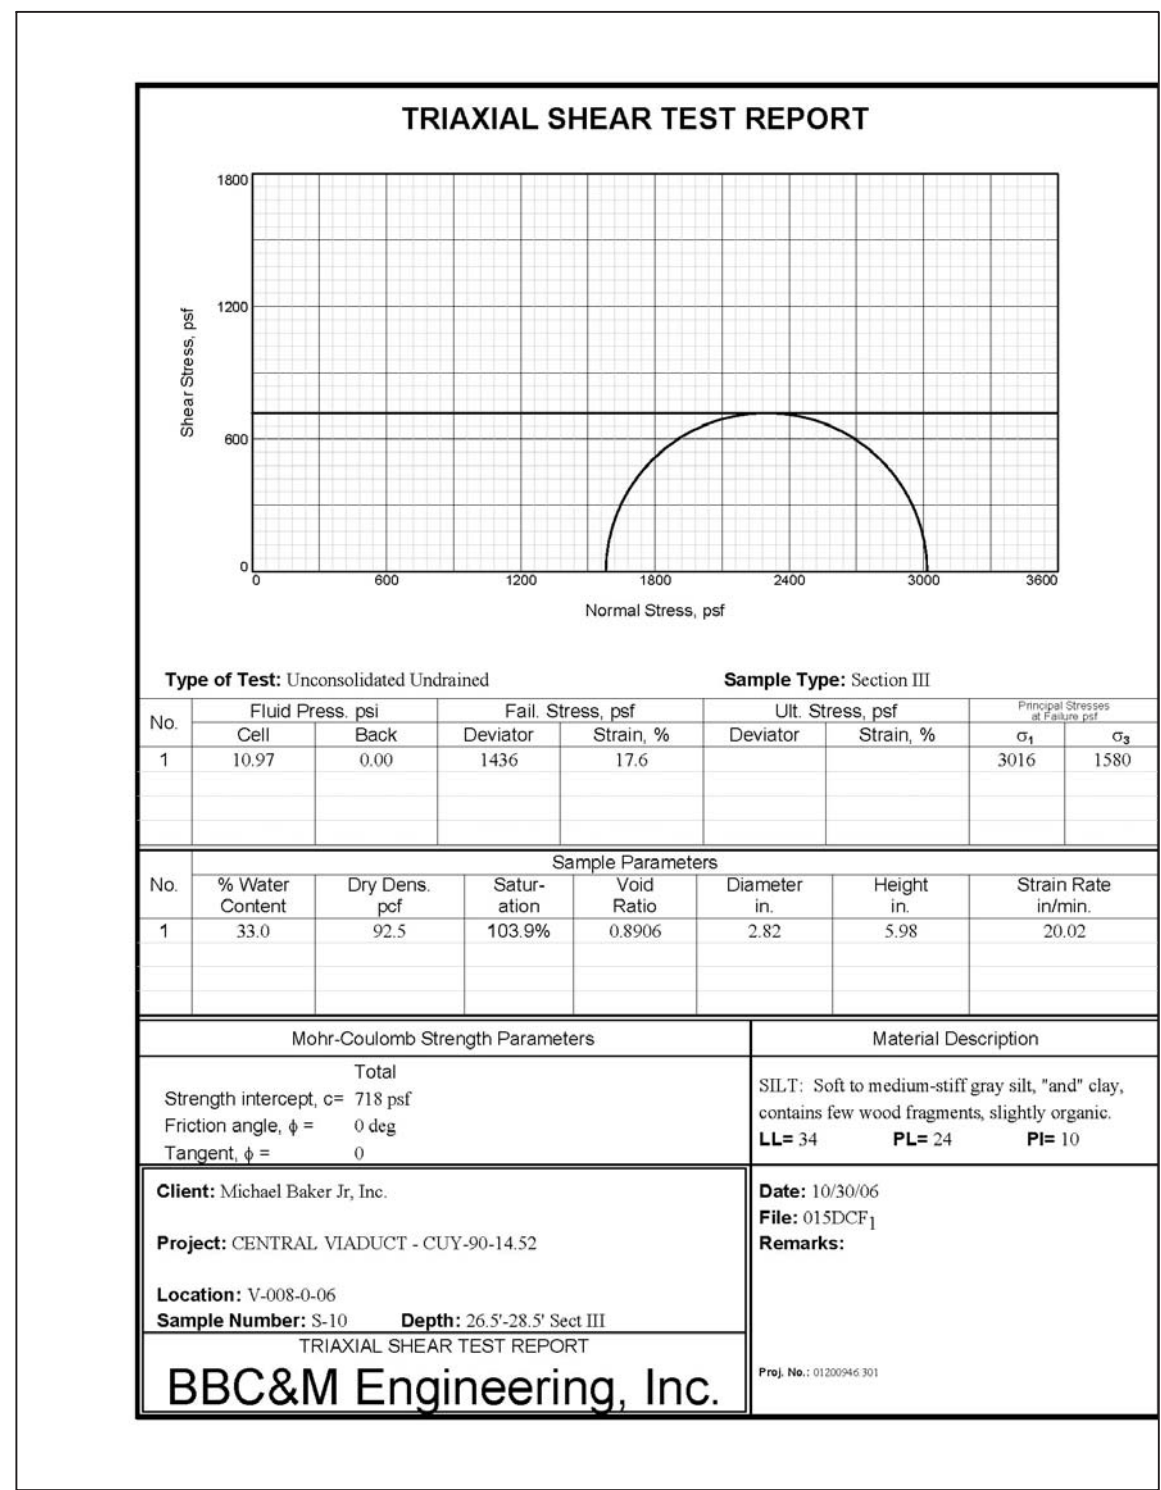 TRIAXIAL SHEAR TEST REPORT
1800
1200
600
0
Shear Stress, psf
0 600 1200 1800 2400 3000 3600
Normal Stress, psf
Type of Test: Unconsolidated Undrained Sample Type: Section III
No. Fluid Press. psi Fail. Stress, psf Ult. Stress, psf Principal Stresses at Failure psf
Cell Back Deviator Strain, % Deviator Strain, % σ1 σ3
1 10.97 0.00 1436 17.6 3016 1580
Sample Parameters
No. % Water Content Dry Dens. pcf Satur-ation Void Ratio Diameter in. Height in. Strain Rate in/min.
1 33.0 92.5 103.9% 0.8906 2.82 5.98 20.02
Mohr-Coulomb Strength Parameters
Total
Strength intercept, c= 718 psf
Friction angle, ϕ = 0 deg
Tangent, ϕ = 0
Material Description
SILT: Soft to medium-stiff gray silt, "and" clay,
contains few wood fragments, slightly organic.
LL= 34 PL= 24 PI= 10
Client: Michael Baker Jr, Inc.
Project: CENTRAL VIADUCT - CUY-90-14.52
Location: V-008-0-06
Sample Number: S-10 Depth: 26.5'-28.5' Sect III
TRIAXIAL SHEAR TEST REPORT
BBC&M Engineering, Inc.
Date: 10/30/06
File: 015DCF1
Remarks:
Proj. No.: 01200946 301